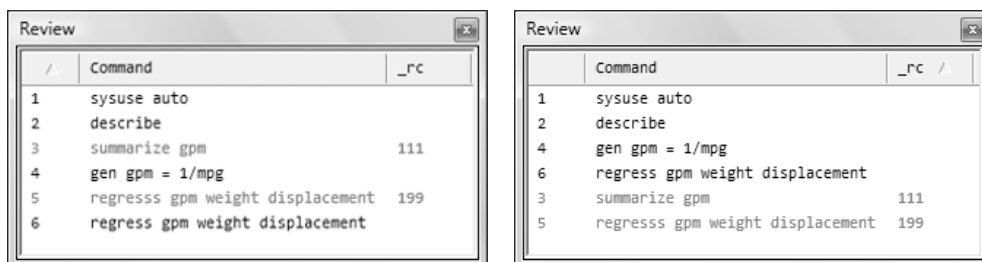 Review
Command _rc
1 sysuse auto
2 describe
3 summarize gpm 111
4 gen gpm = 1/mpg
5 regresss gpm weight displacement 199
6 regress gpm weight displacement
Review
Command _rc
1 sysuse auto
2 describe
4 gen gpm = 1/mpg
6 regress gpm weight displacement
3 summarize gpm 111
5 regresss gpm weight displacement 199